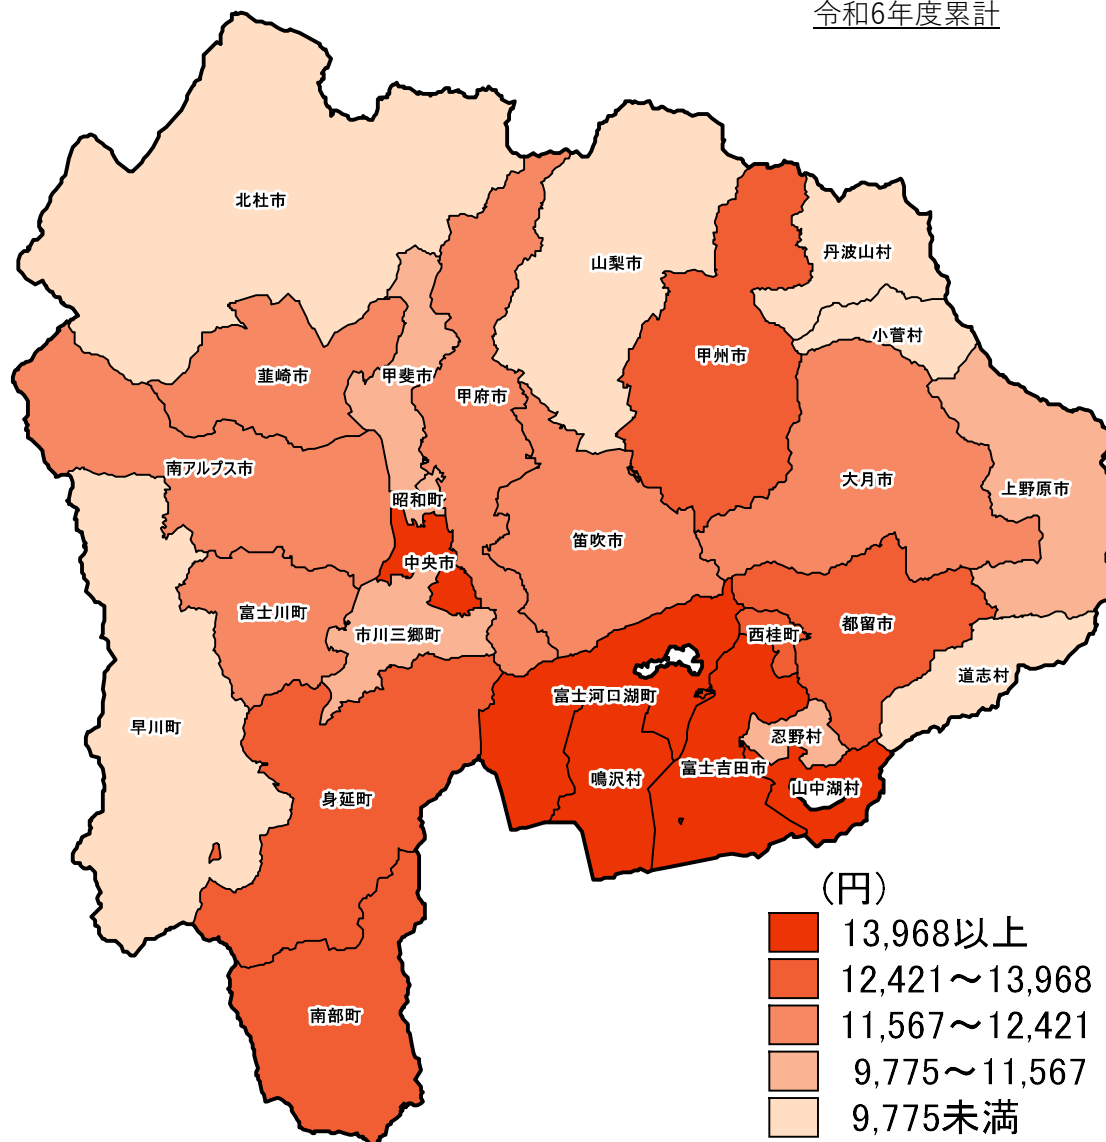 令和6年度累計
北杜市
丹波山村
山梨市
小菅村
甲州市
韮崎市
甲斐市
甲府市
南アルプス市
大月市
上野原市
昭和町
笛吹市
中央市
富士川町
市川三郷町
西桂町
都留市
道志村
富士河口湖町
早川町
忍野村
富士吉田市
鳴沢村
山中湖村
身延町
南部町
(円)
13,968以上
12,421～13,968
11,567～12,421
9,775～11,567
9,775未満